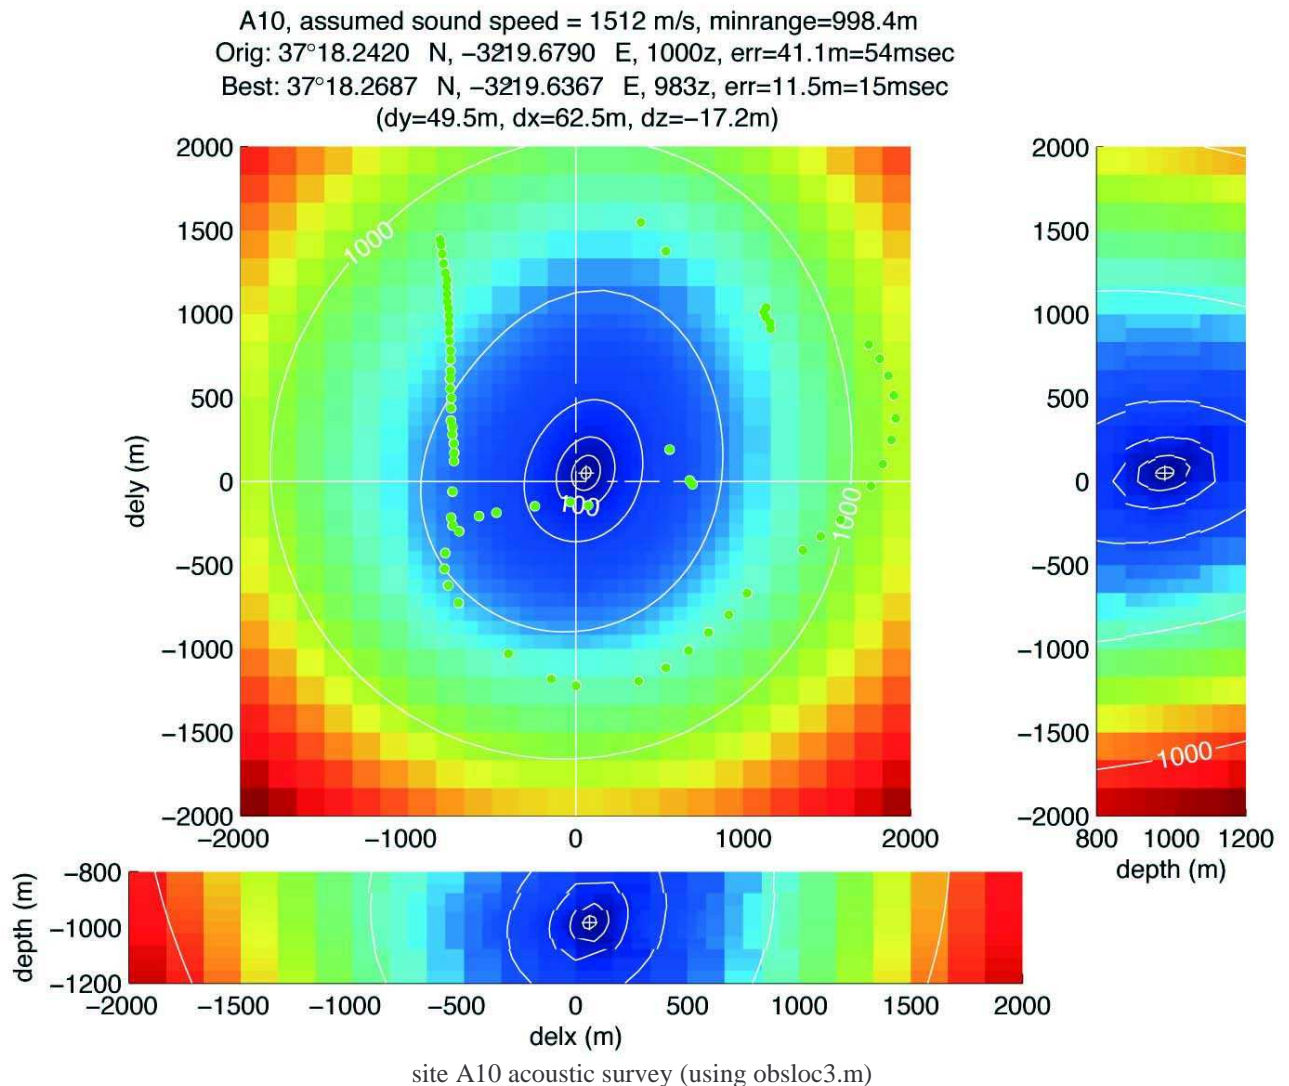 A10, assumed sound speed = 1512 m/s, minrange=998.4m
Orig: 37°18.2420 N, −3219.6790 E, 1000z, err=41.1m=54msec
Best: 37°18.2687 N, −3219.6367 E, 983z, err=11.5m=15msec
(dy=49.5m, dx=62.5m, dz=−17.2m)
2000
1500
1000
500
0
−500
−1000
−1500
−2000
dely (m)
−2000
−1000
0
1000
2000
1000
100
1000
2000
1500
1000
500
0
−500
−1000
−1500
−2000
1000
800 1000 1200
depth (m)
−800
−1000
−1200
depth (m)
−2000 −1500 −1000 −500 0 500 1000 1500 2000
delx (m)
site A10 acoustic survey (using obsloc3.m)